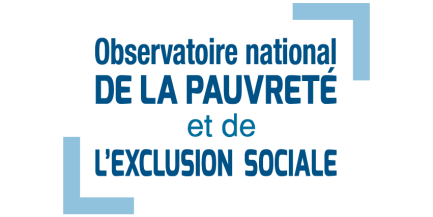 Observatoire national
DE LA PAUVRETÉ
et de
L'EXCLUSION SOCIALE